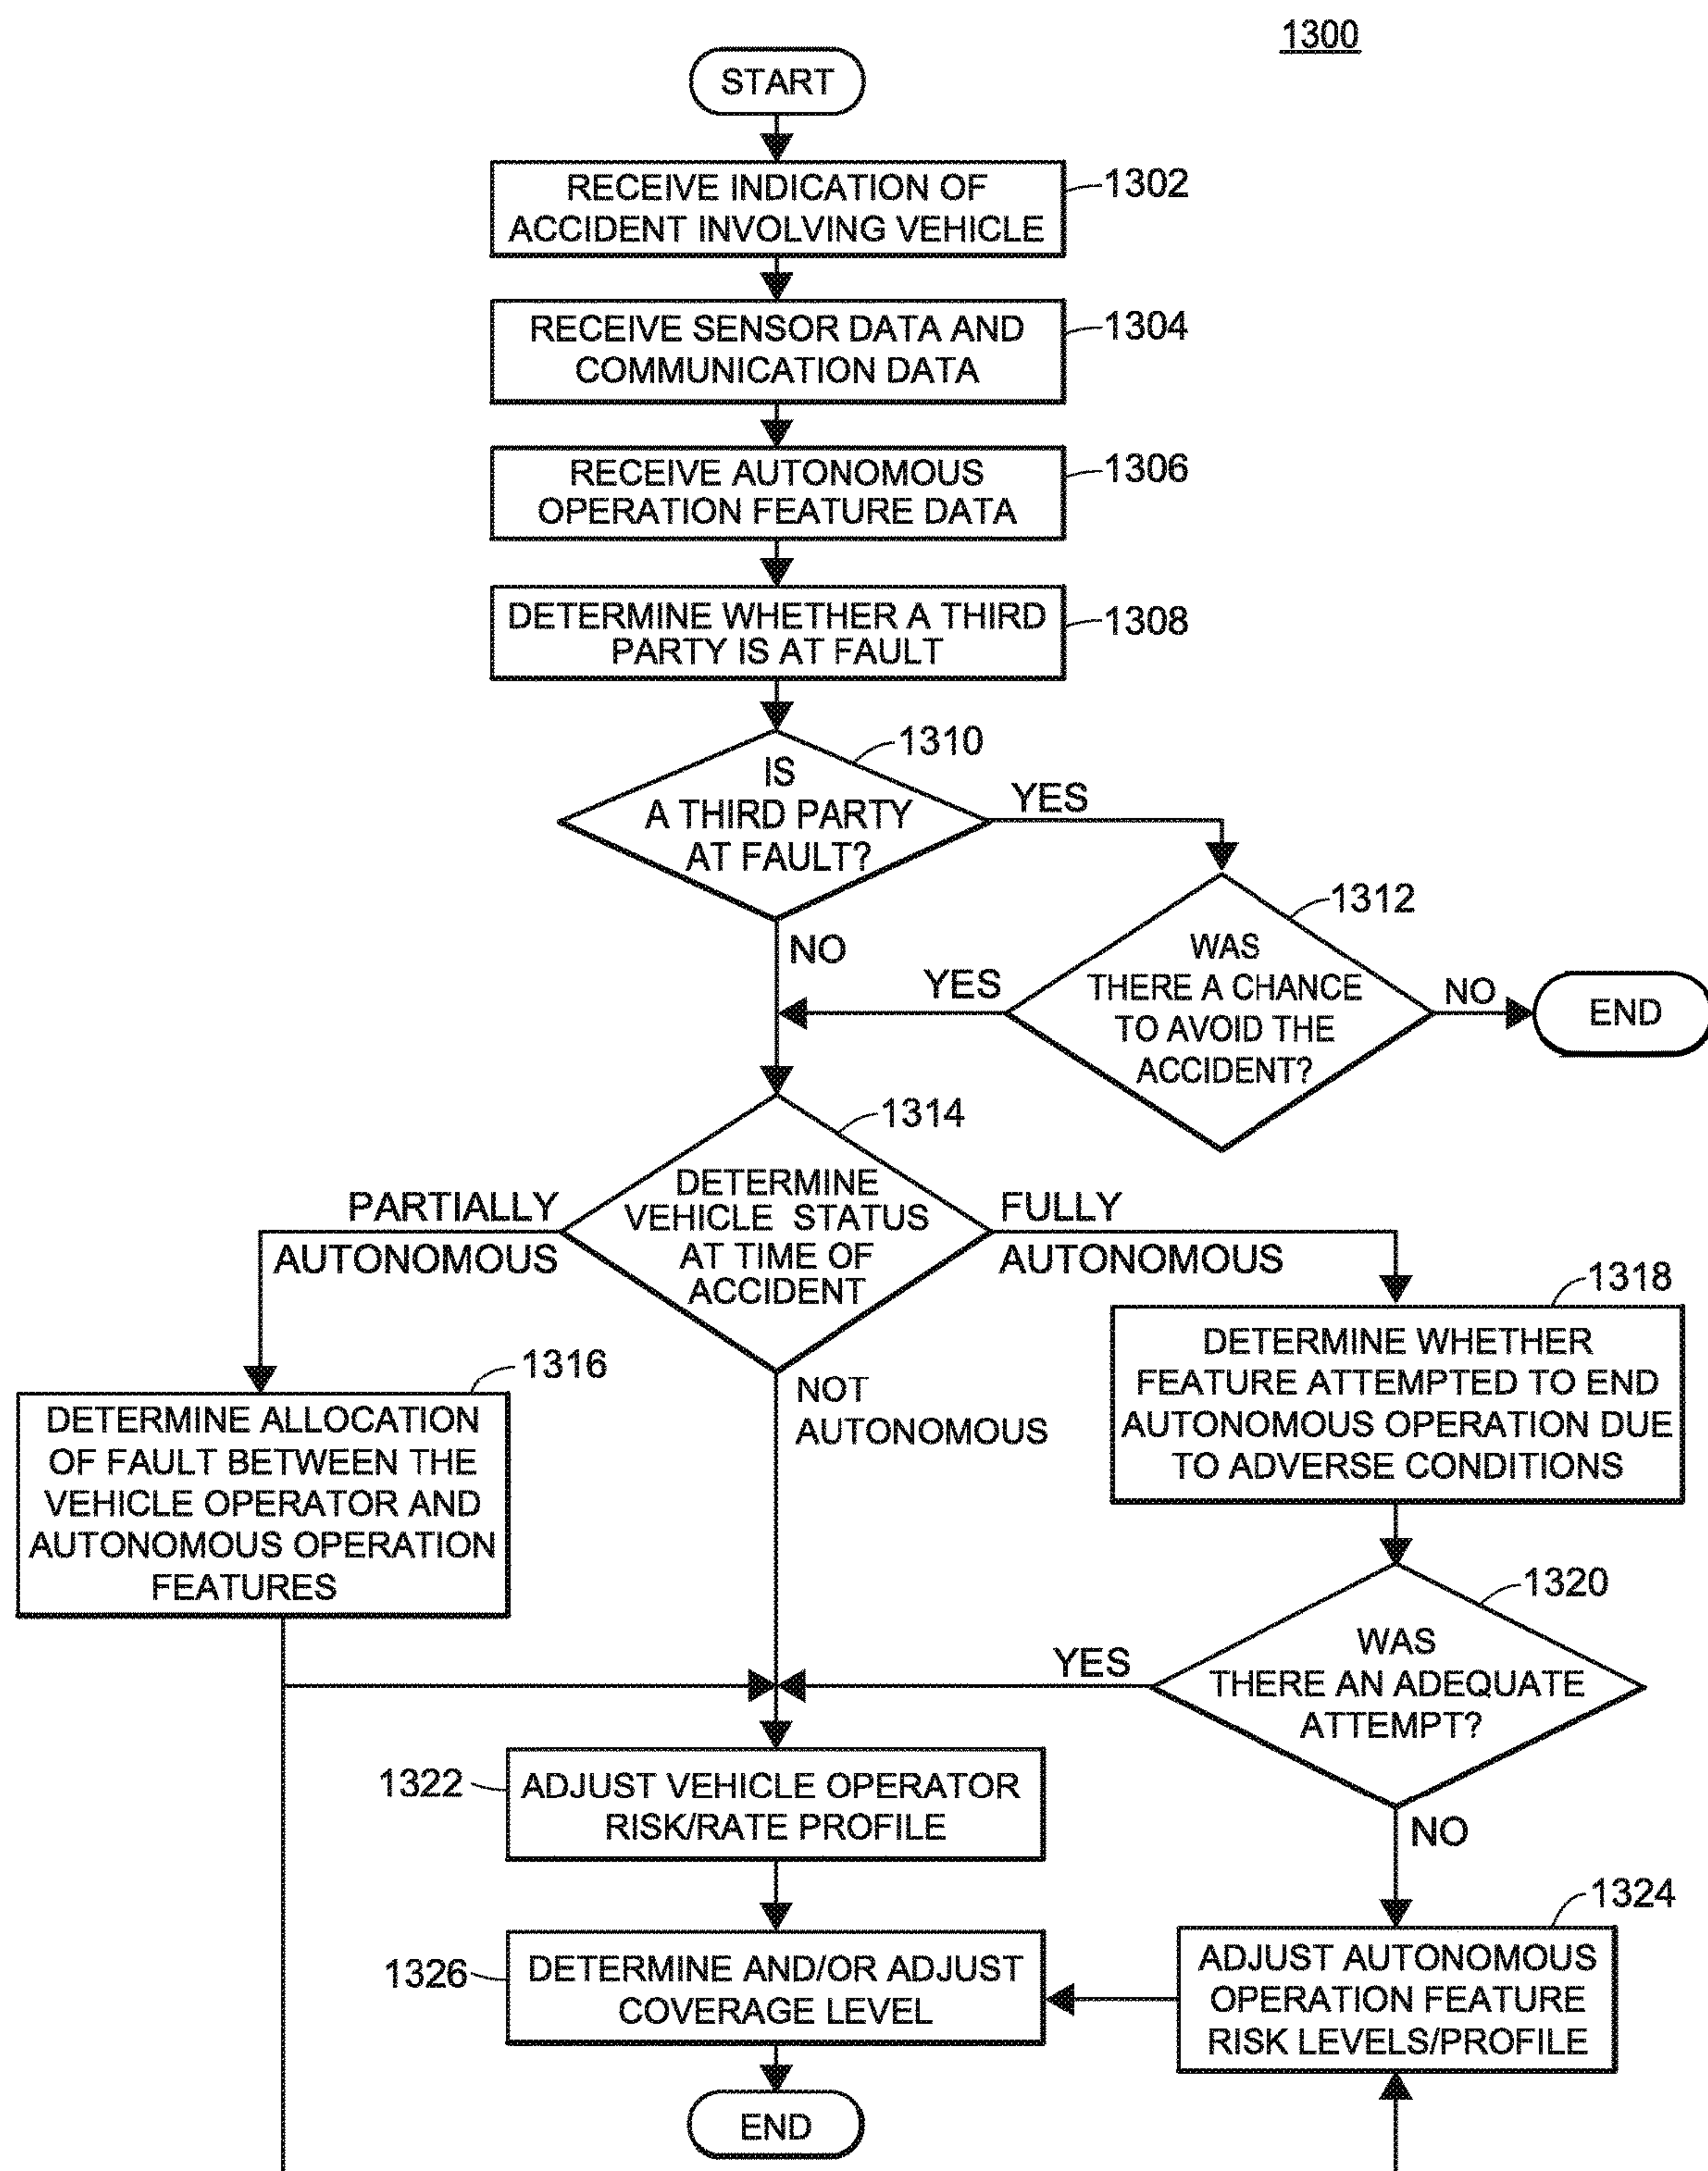 1300
START
RECEIVE INDICATION OF
ACCIDENT INVOLVING VEHICLE
1302
RECEIVE SENSOR DATA AND
COMMUNICATION DATA
1304
RECEIVE AUTONOMOUS
OPERATION FEATURE DATA
1306
DETERMINE WHETHER A THIRD
PARTY IS AT FAULT
1308
1310
IS
A THIRD PARTY
AT FAULT?
YES
NO
1312
WAS
THERE A CHANCE
TO AVOID THE
ACCIDENT?
YES
NO
END
1314
DETERMINE
VEHICLE STATUS
AT TIME OF
ACCIDENT
PARTIALLY
AUTONOMOUS
FULLY
AUTONOMOUS
NOT
AUTONOMOUS
1316
DETERMINE ALLOCATION
OF FAULT BETWEEN THE
VEHICLE OPERATOR AND
AUTONOMOUS OPERATION
FEATURES
1318
DETERMINE WHETHER
FEATURE ATTEMPTED TO END
AUTONOMOUS OPERATION DUE
TO ADVERSE CONDITIONS
1320
WAS
THERE AN ADEQUATE
ATTEMPT?
YES
NO
1322
ADJUST VEHICLE OPERATOR
RISK/RATE PROFILE
1324
ADJUST AUTONOMOUS
OPERATION FEATURE
RISK LEVELS/PROFILE
1326
DETERMINE AND/OR ADJUST
COVERAGE LEVEL
END